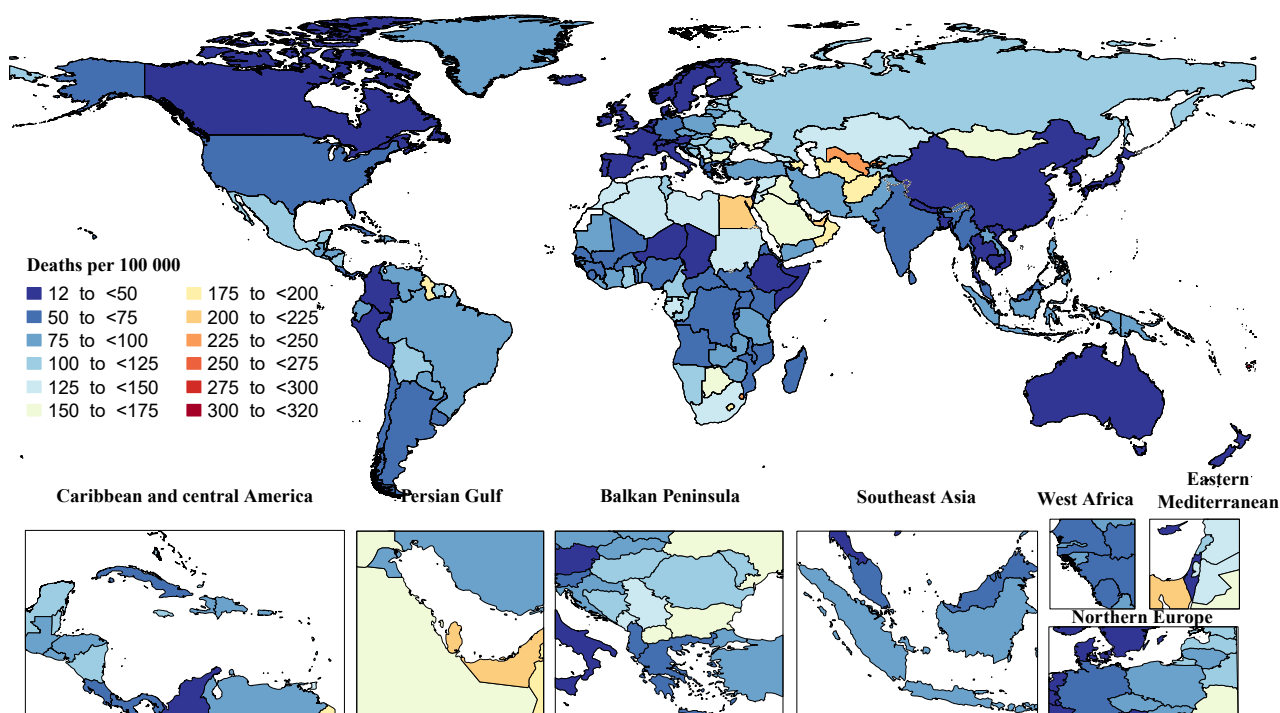 Deaths per 100 000
12 to <50
50 to <75
75 to <100
100 to <125
125 to <150
150 to <175
175 to <200
200 to <225
225 to <250
250 to <275
275 to <300
300 to <320
Caribbean and central America
Persian Gulf
Balkan Peninsula
Southeast Asia
West Africa
Eastern
Mediterranean
Northern Europe